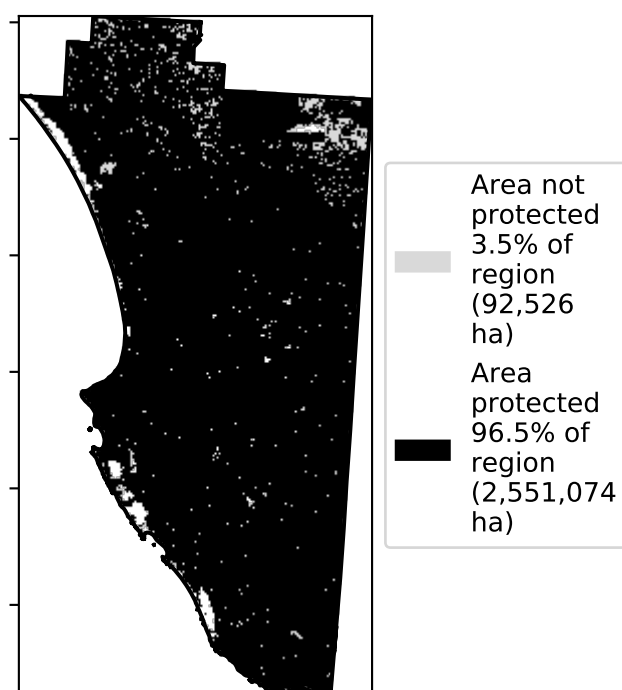 Area not
protected
3.5% of
region
(92,526
ha)
Area
protected
96.5% of
region
(2,551,074
ha)